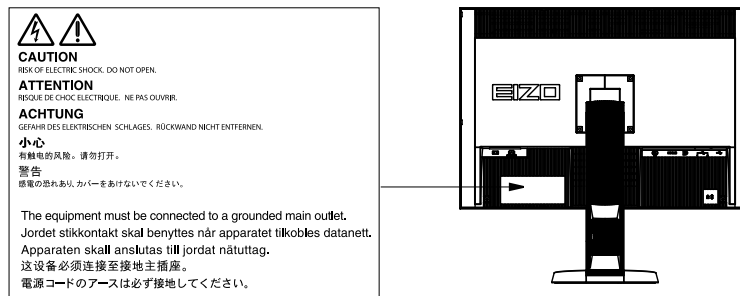 CAUTION
RISK OF ELECTRIC SHOCK. DO NOT OPEN.
ATTENTION
RISQUE DE CHOC ELECTRIQUE. NE PAS OUVRIR.
ACHTUNG
GEFAHR DES ELEKTRISCHEN SCHLAGES. RÜCKWAND NICHT ENTFERNEN.
小心
有触电的风险。请勿打开。
警告
感電の恐れあり,カバーをあけないでください。
The equipment must be connected to a grounded main outlet.
Jordet stikkontakt skal benyttes når apparatet tilkobles datanett.
Apparaten skall anslutas till jordat nätuttag.
这设备必须连接至接地主插座。
電源コードのアースは必ず接地してください。
EIZO